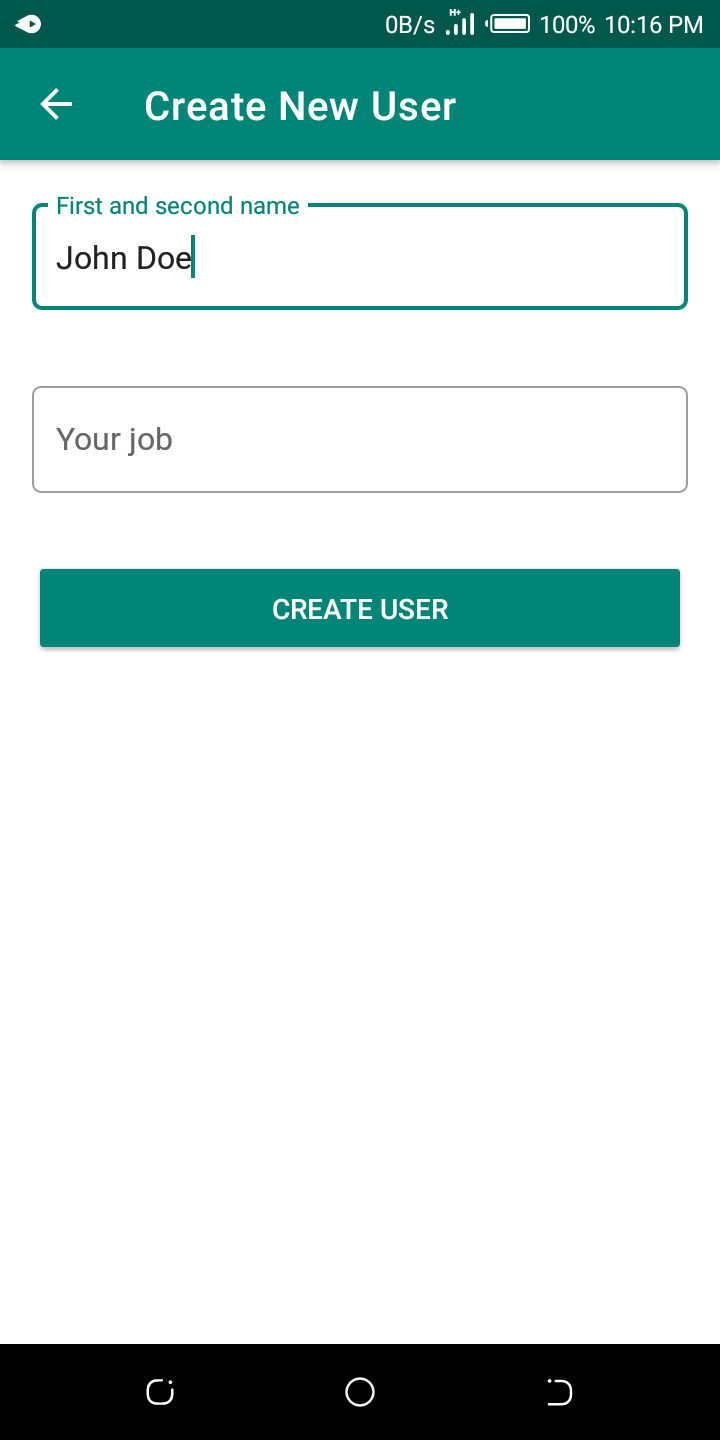 0B/s H+ 100% 10:16 PM
Create New User
First and second name
John Doe
Your job
CREATE USER